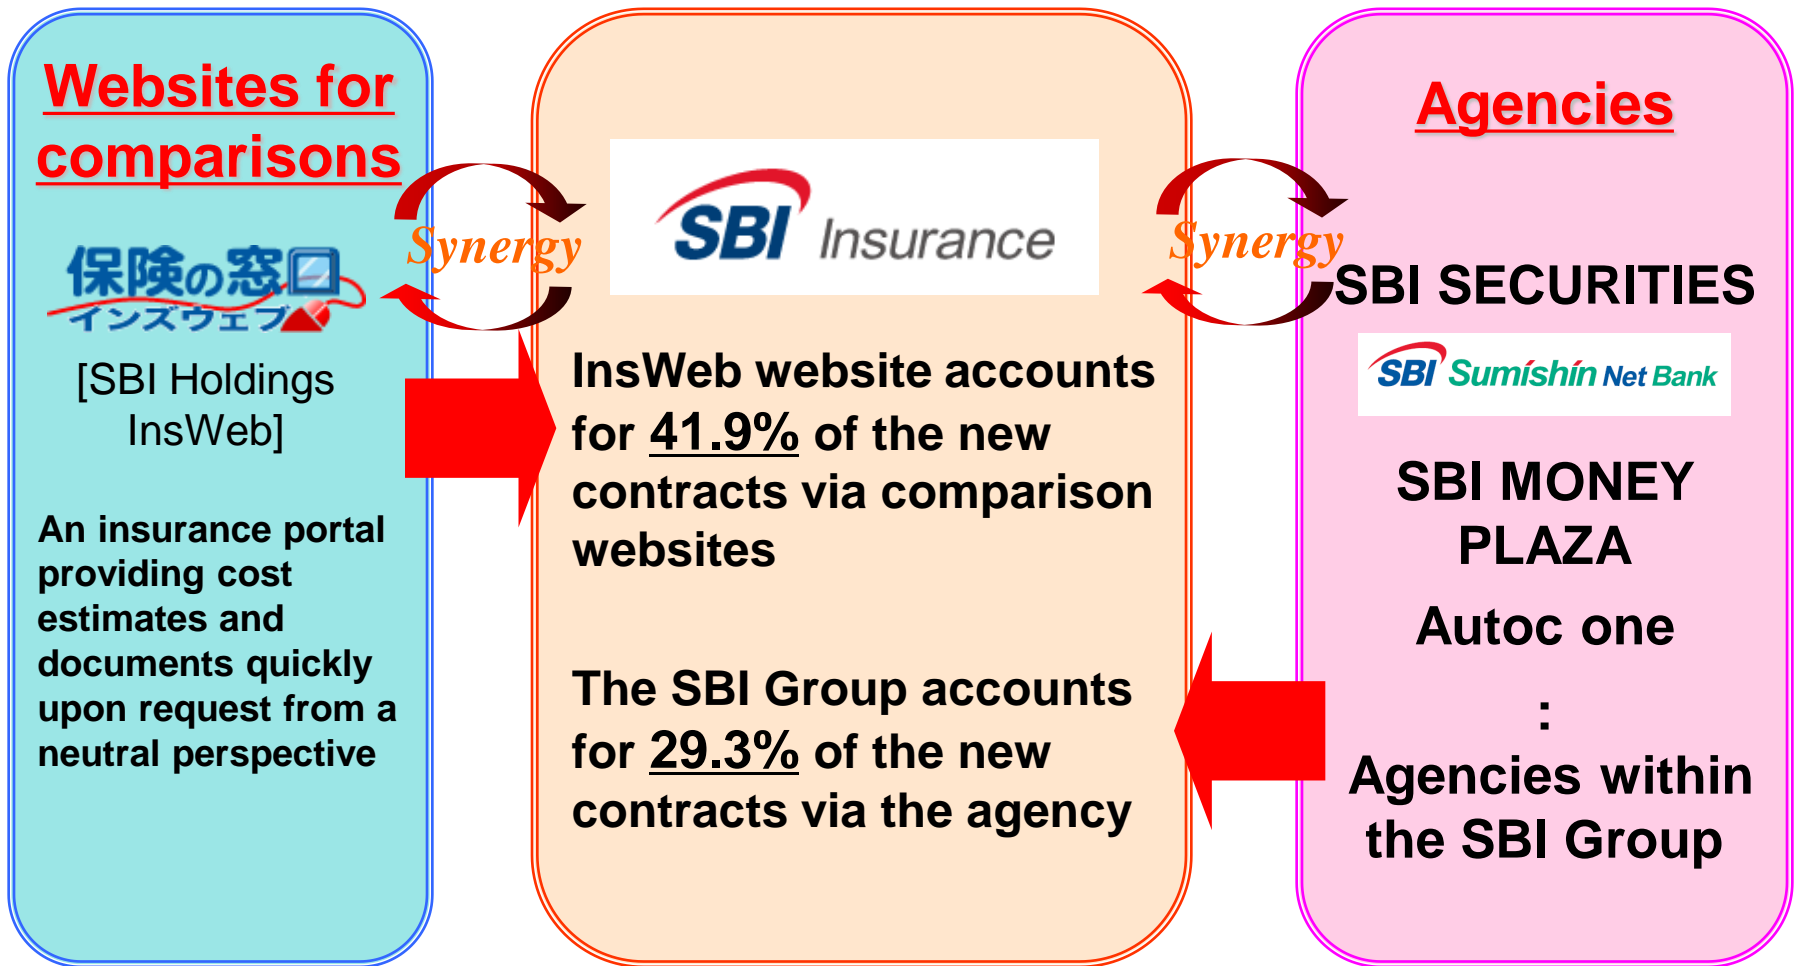 Websites for
comparisons
保険の窓口
インズウェブ
[SBI Holdings
InsWeb]
An insurance portal
providing cost
estimates and
documents quickly
upon request from a
neutral perspective
Synergy
SBI Insurance
InsWeb website accounts
for 41.9% of the new
contracts via comparison
websites
The SBI Group accounts
for 29.3% of the new
contracts via the agency
Synergy
Agencies
SBI SECURITIES
SBI Sumishin Net Bank
SBI MONEY
PLAZA
Autoc one
:
Agencies within
the SBI Group